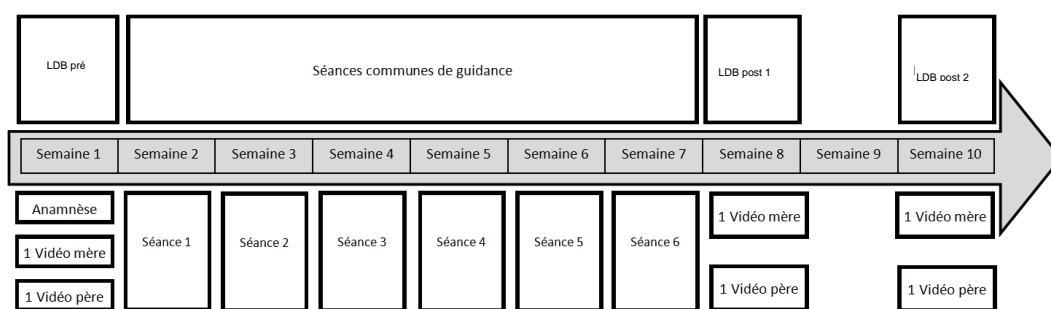 LDB pré
Séances communes de guidance
LDB post 1
LDB post 2
Semaine 1 Semaine 2 Semaine 3 Semaine 4 Semaine 5 Semaine 6 Semaine 7 Semaine 8 Semaine 9 Semaine 10
Anamnèse
1 Vidéo mère
1 Vidéo père
Séance 1
Séance 2
Séance 3
Séance 4
Séance 5
Séance 6
1 Vidéo mère
1 Vidéo père
1 Vidéo mère
1 Vidéo père